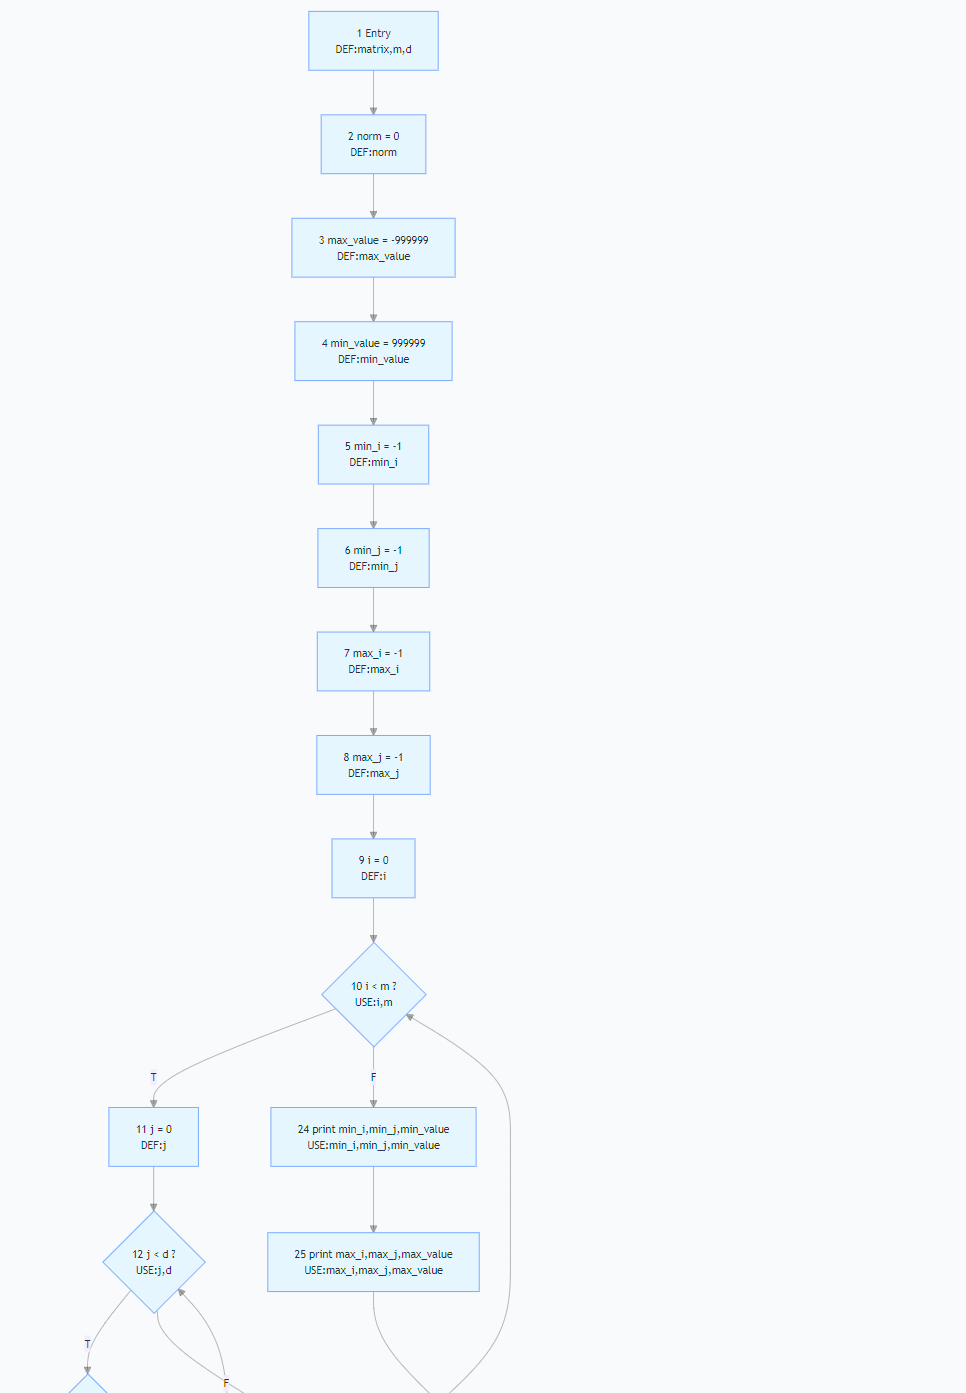 1 Entry
DEF:matrix,m,d
2 norm = 0
DEF:norm
3 max_value = -999999
DEF:max_value
4 min_value = 999999
DEF:min_value
5 min_i = -1
DEF:min_i
6 min_j = -1
DEF:min_j
7 max_i = -1
DEF:max_i
8 max_j = -1
DEF:max_j
9 i = 0
DEF:i
10 i < m ?
USE:i,m
T
F
11 j = 0
DEF:j
24 print min_i,min_j,min_value
USE:min_i,min_j,min_value
12 j < d ?
USE:j,d
25 print max_i,max_j,max_value
USE:max_i,max_j,max_value
T
F